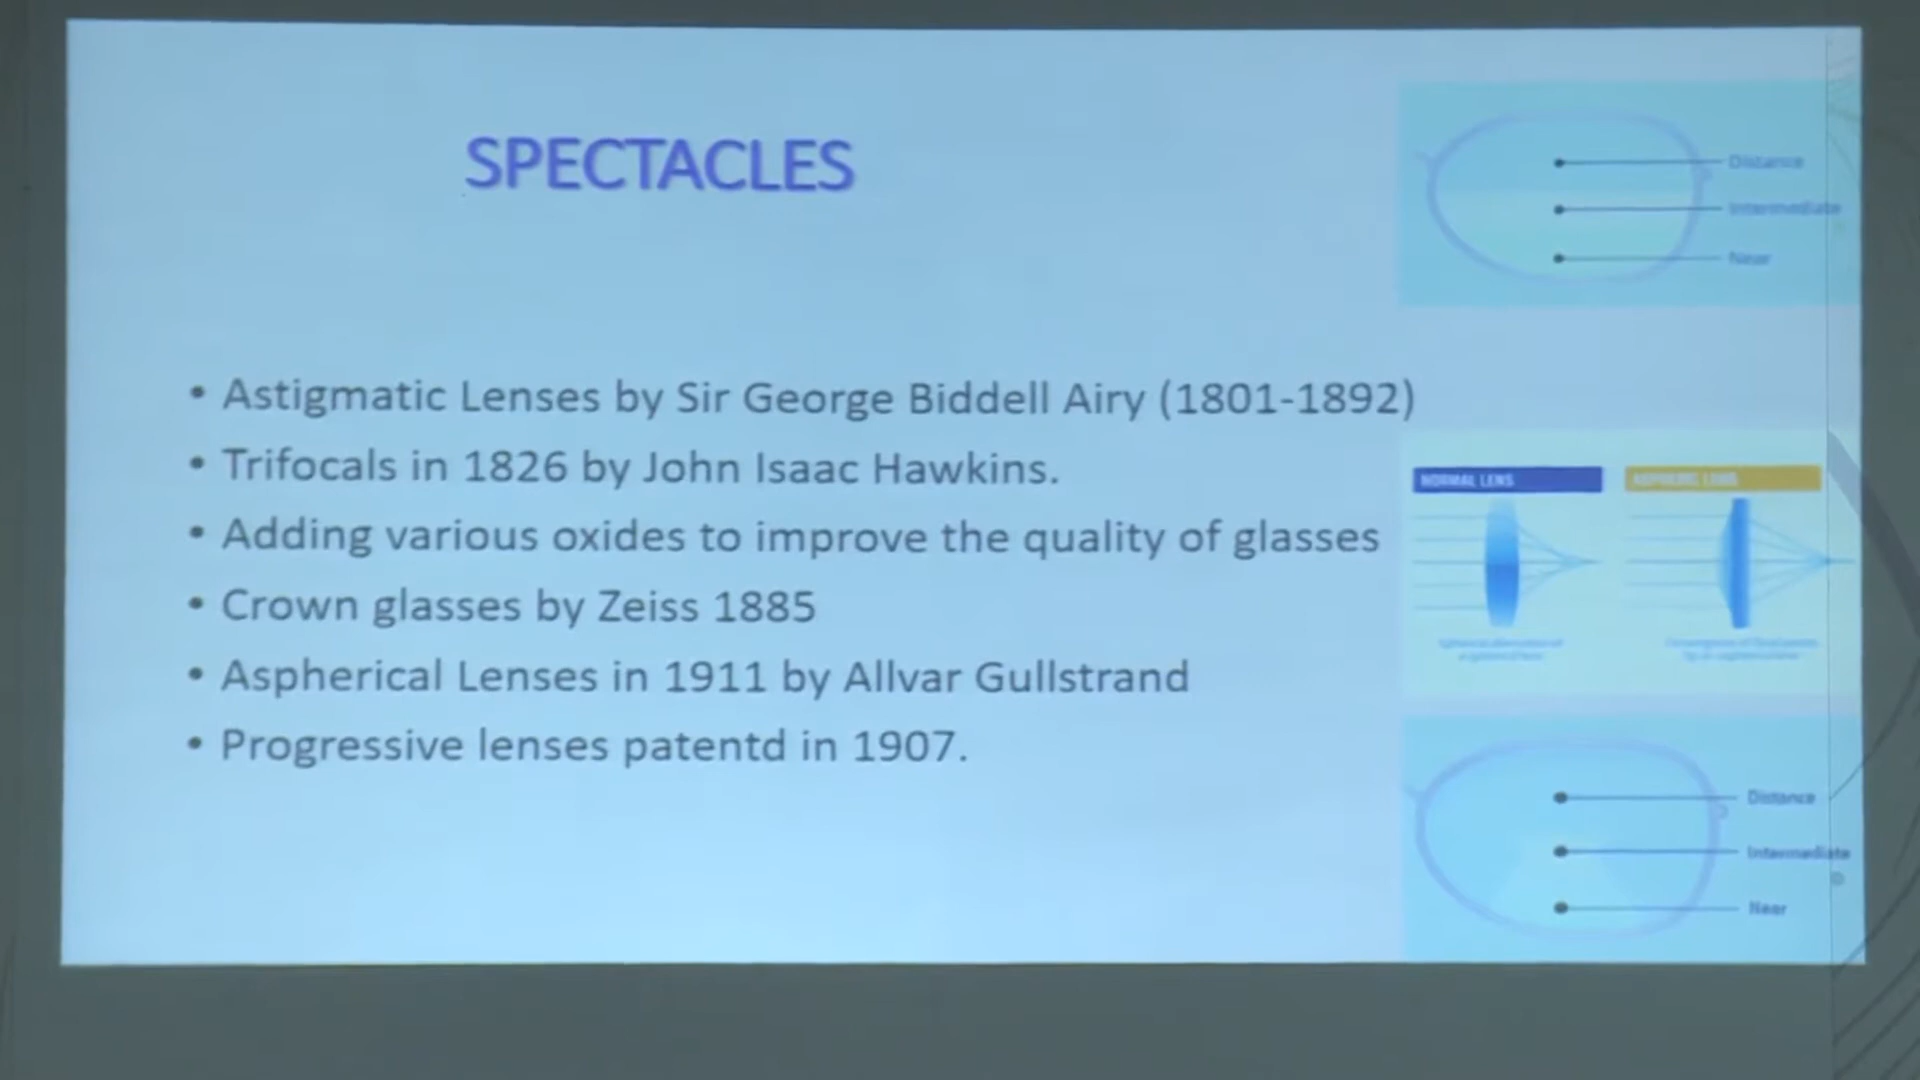 SPECTACLES
• Astigmatic Lenses by Sir George Biddell Airy (1801-1892)
• Trifocals in 1826 by John Isaac Hawkins.
• Adding various oxides to improve the quality of glasses
• Crown glasses by Zeiss 1885
• Aspherical Lenses in 1911 by Allvar Gullstrand
• Progressive lenses patentd in 1907.
Distance
Intermediate
Near
NORMAL LENS
ASPHERIC LENS
Distance
Intermediate
Near